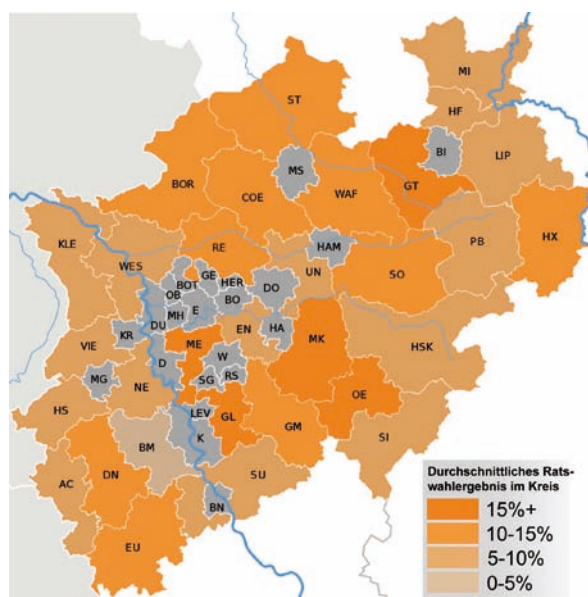 MI
ST
HF
BI
LIP
MS
GT
BOR
COE
WAF
HX
KLE
RE
HAM
PB
WES
GE
BOT
HER
UN
SO
OB
BO
DO
MH
E
DU
HA
EN
KR
ME
MK
VIE
W
HSK
D
MG
SG
RS
NE
OE
LEV
GL
HS
K
GM
BM
SI
AC
DN
SU
BN
EU
Durchschnittliches Rats-
wahlergebnis im Kreis
15%+
10-15%
5-10%
0-5%